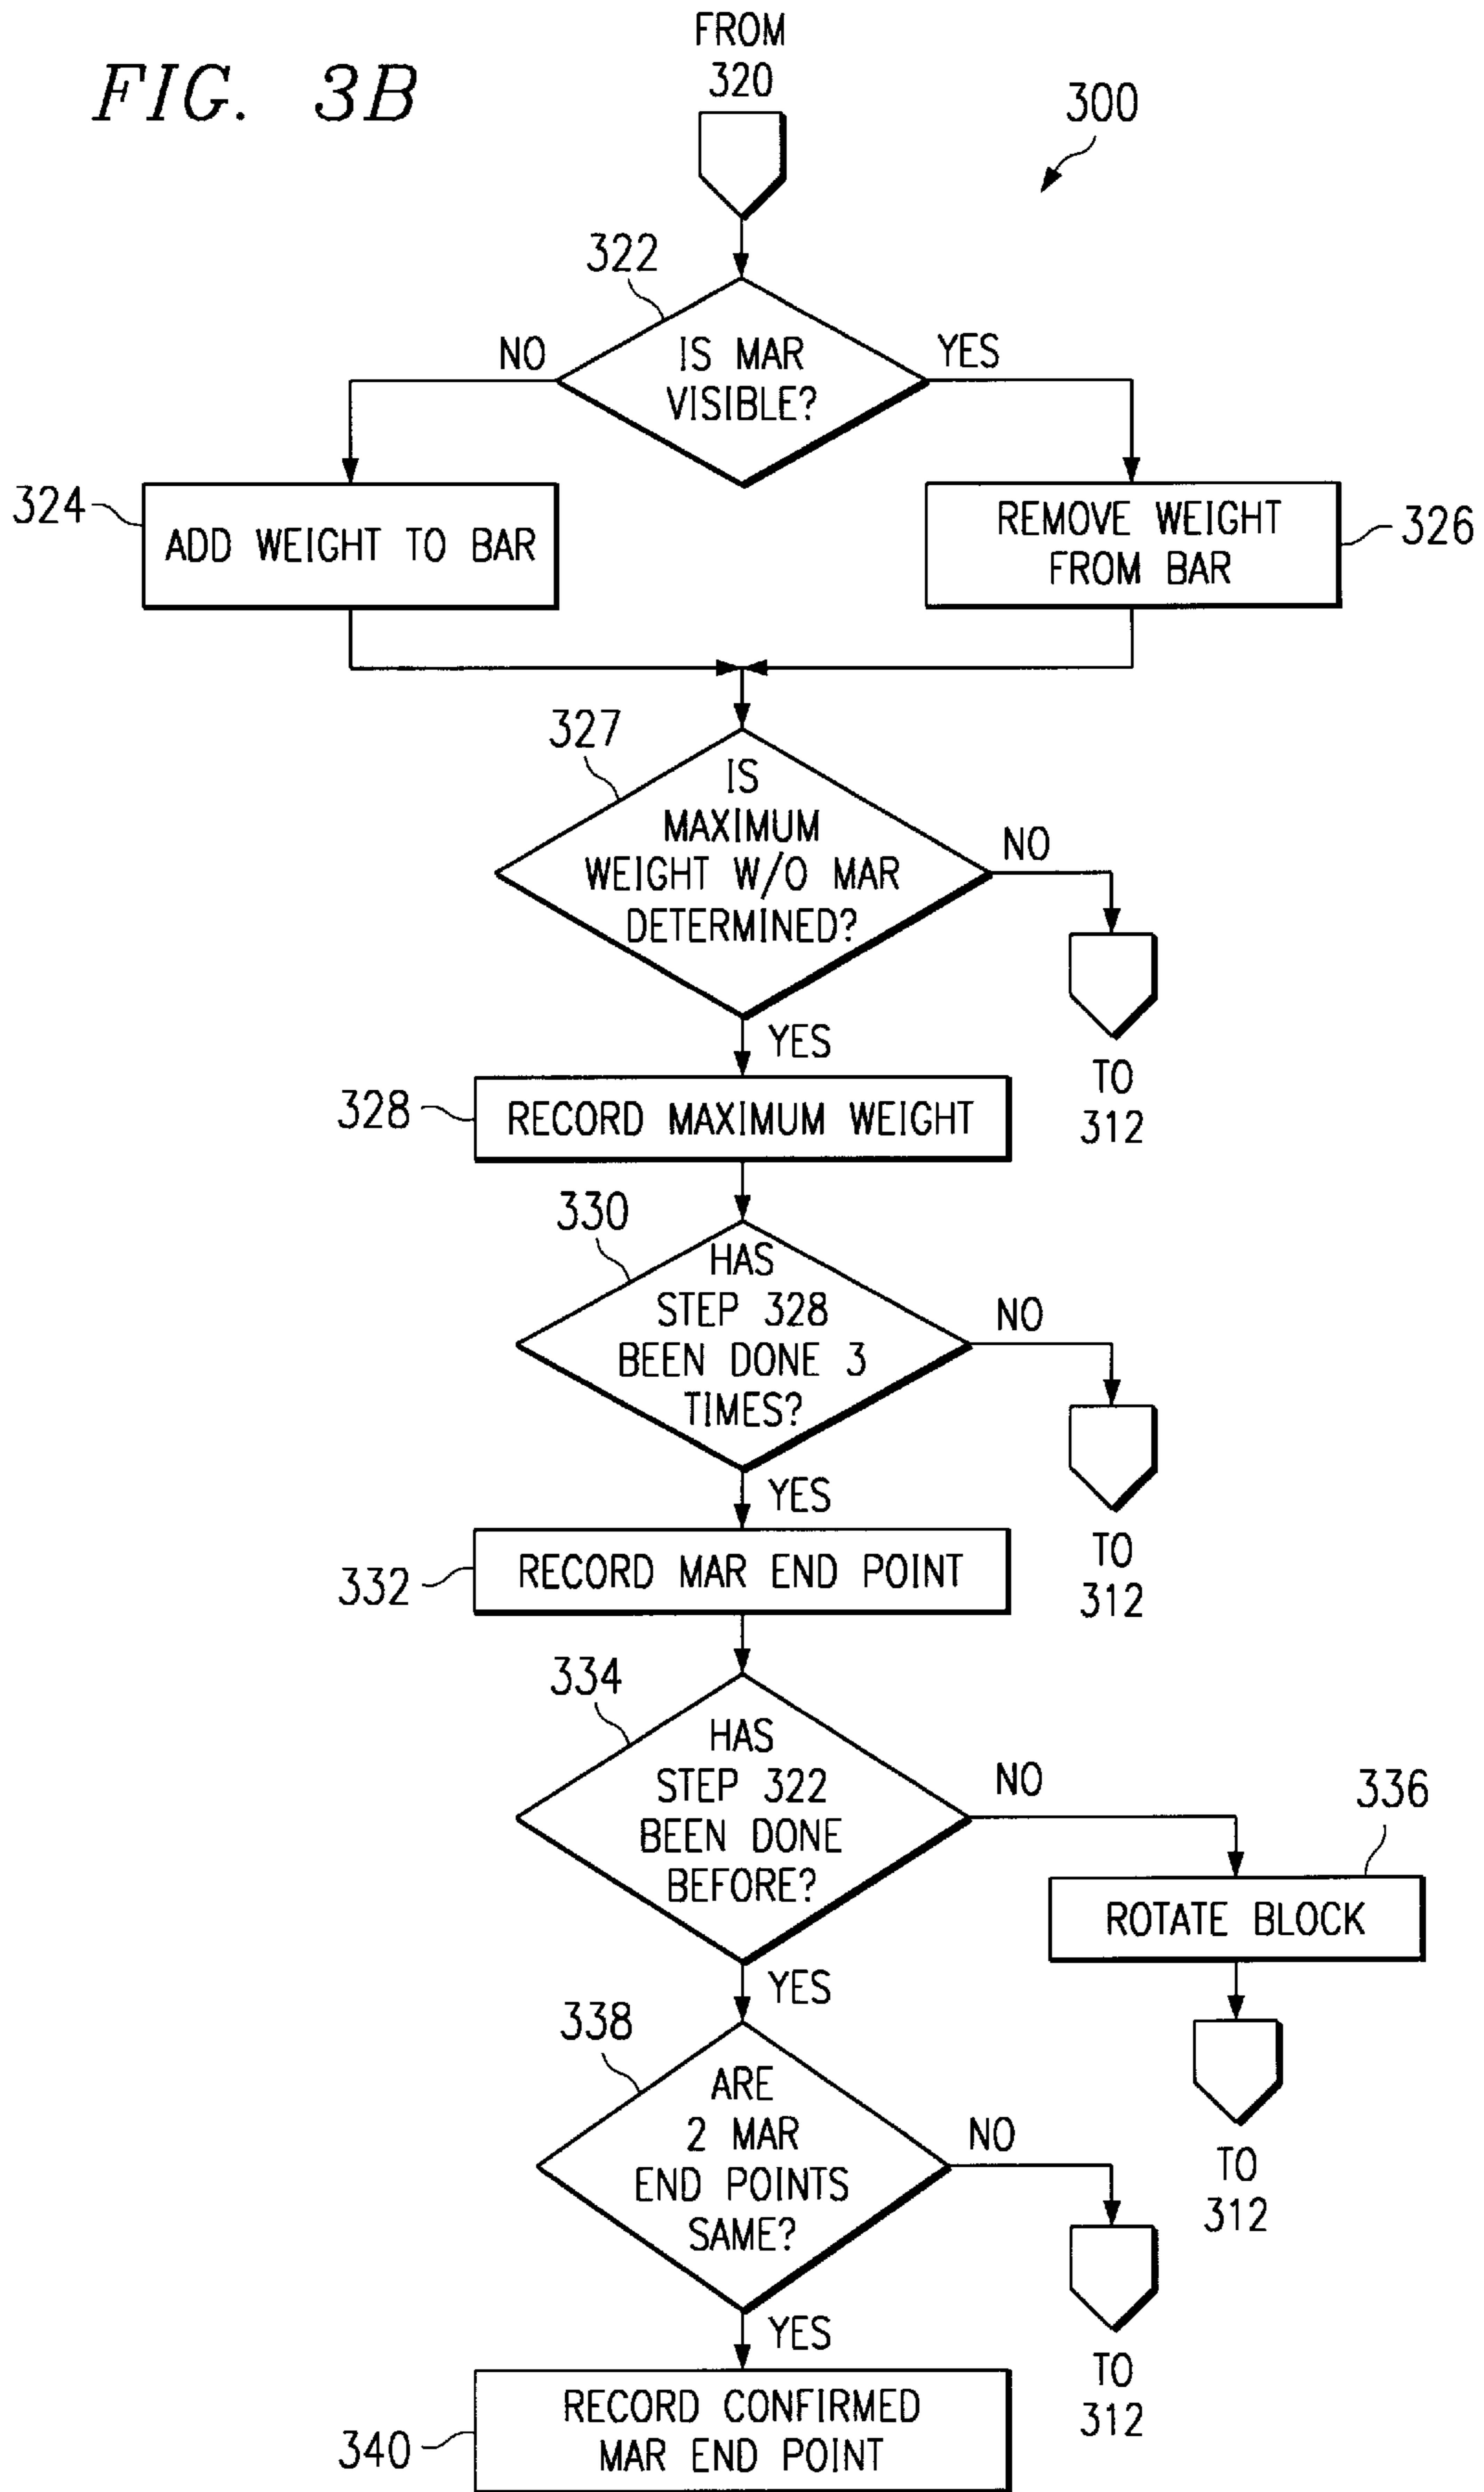 FIG. 3B
FROM
320
300
322
NO
IS MAR
VISIBLE?
YES
324
ADD WEIGHT TO BAR
REMOVE WEIGHT
FROM BAR
326
327
IS
MAXIMUM
WEIGHT W/O MAR
DETERMINED?
NO
TO
312
YES
328
RECORD MAXIMUM WEIGHT
330
HAS
STEP 328
BEEN DONE 3
TIMES?
NO
TO
312
YES
332
RECORD MAR END POINT
334
HAS
STEP 322
BEEN DONE
BEFORE?
NO
336
ROTATE BLOCK
TO
312
YES
338
ARE
2 MAR
END POINTS
SAME?
NO
TO
312
YES
340
RECORD CONFIRMED
MAR END POINT